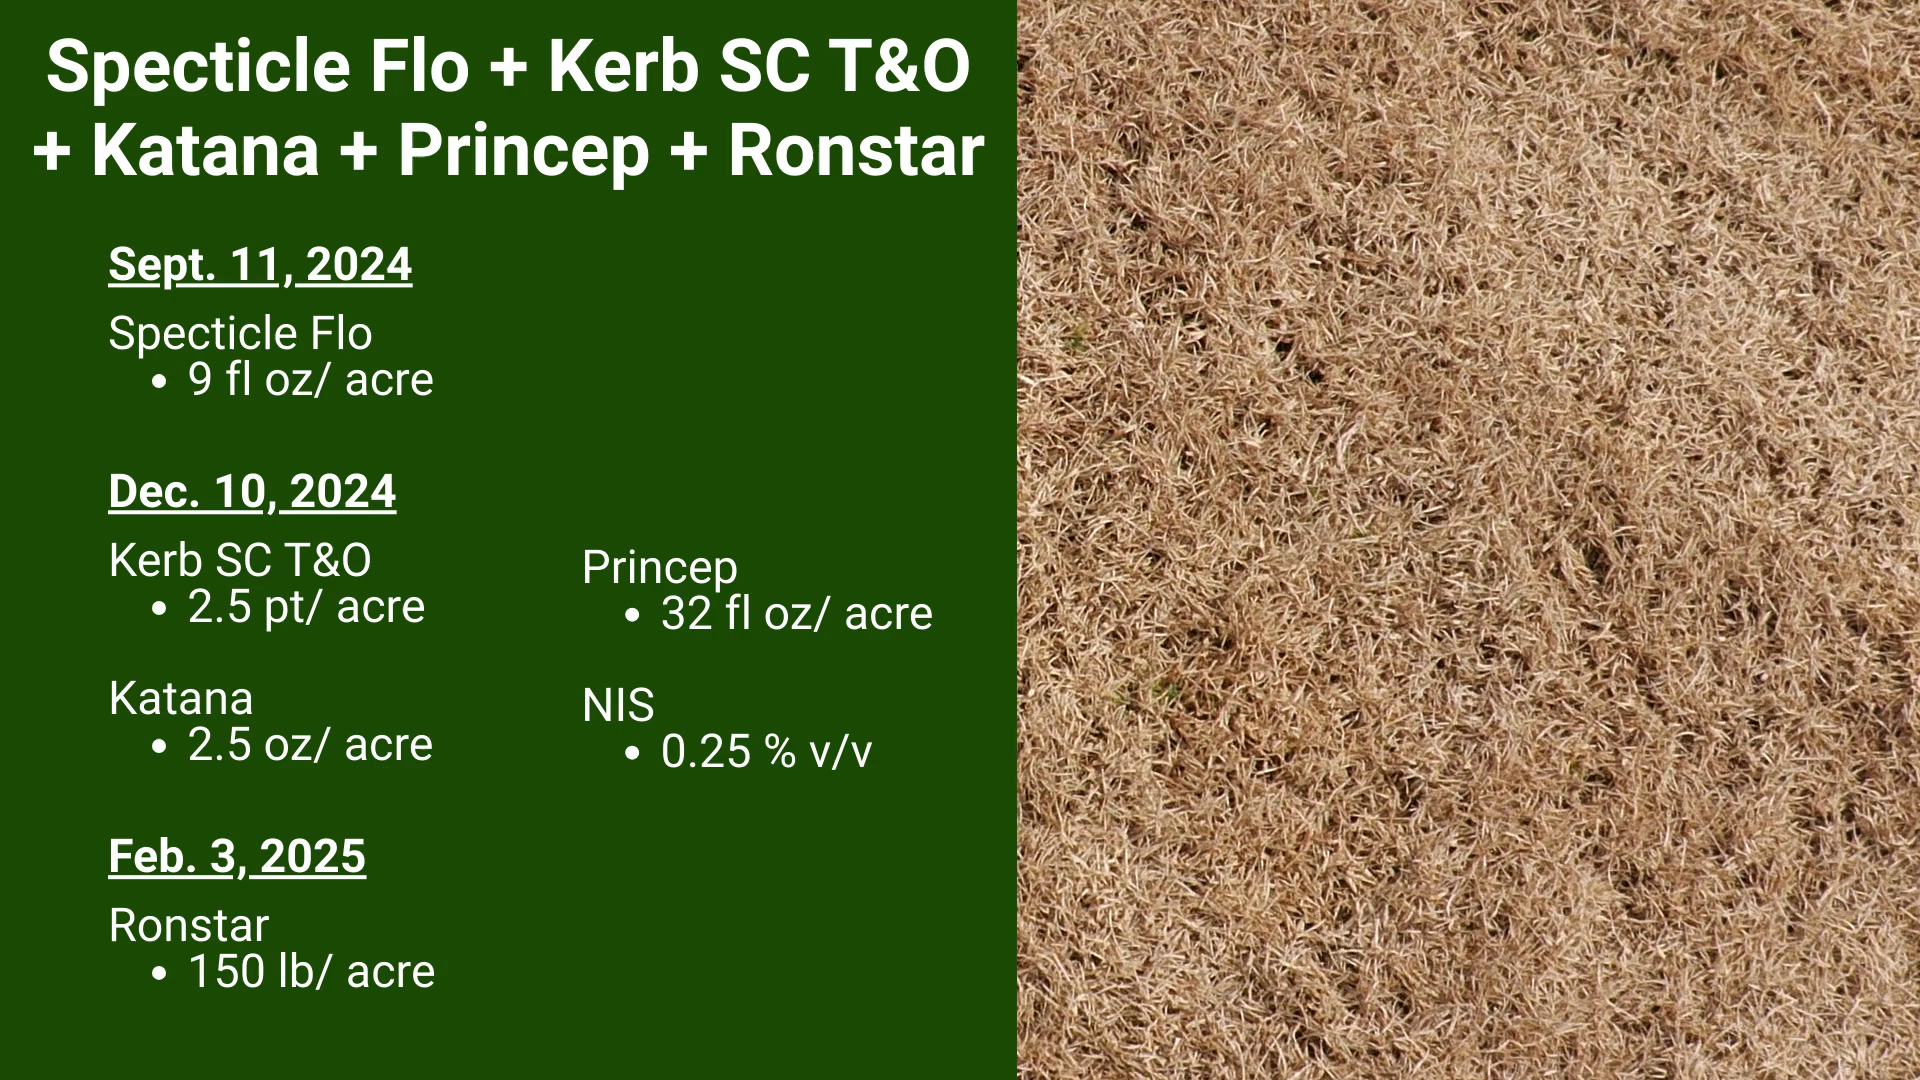 Specticle Flo + Kerb SC T&O
+ Katana + Princep + Ronstar
Sept. 11, 2024
Specticle Flo
• 9 fl oz/ acre
Dec. 10, 2024
Kerb SC T&O
• 2.5 pt/ acre
Katana
• 2.5 oz/ acre
Princep
• 32 fl oz/ acre
NIS
• 0.25 % v/v
Feb. 3, 2025
Ronstar
• 150 lb/ acre